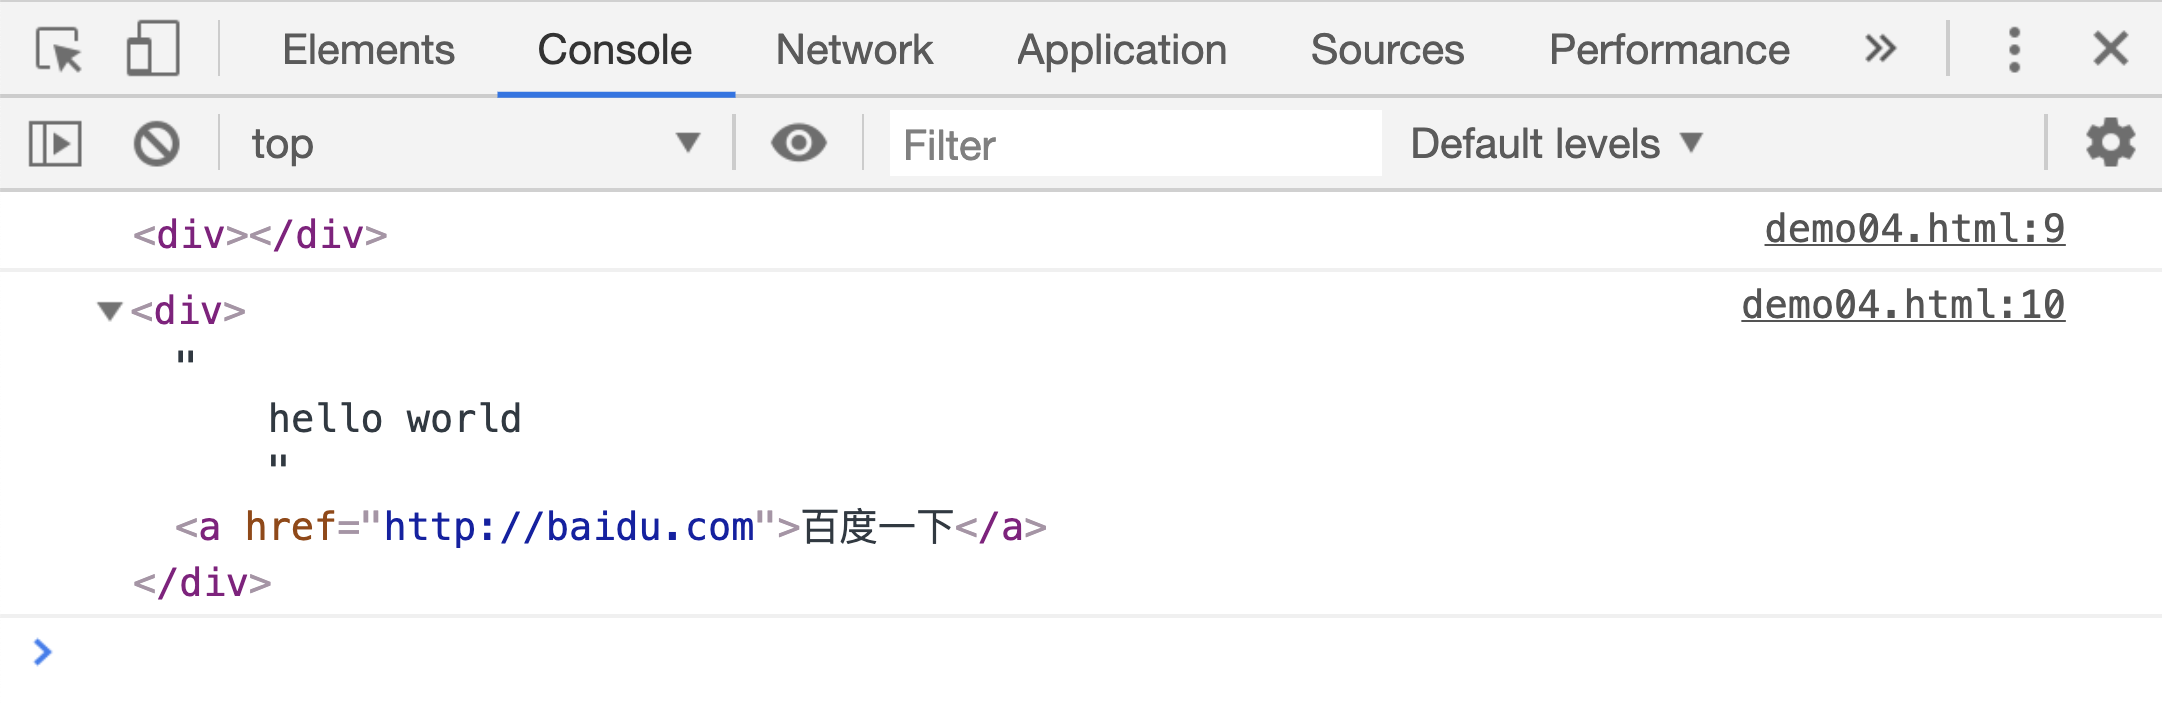 Elements Console Network Application Sources Performance
top Filter Default levels
<div></div> demo04.html:9
<div> demo04.html:10
"
hello world
"
<a href="http://baidu.com">百度一下</a>
</div>